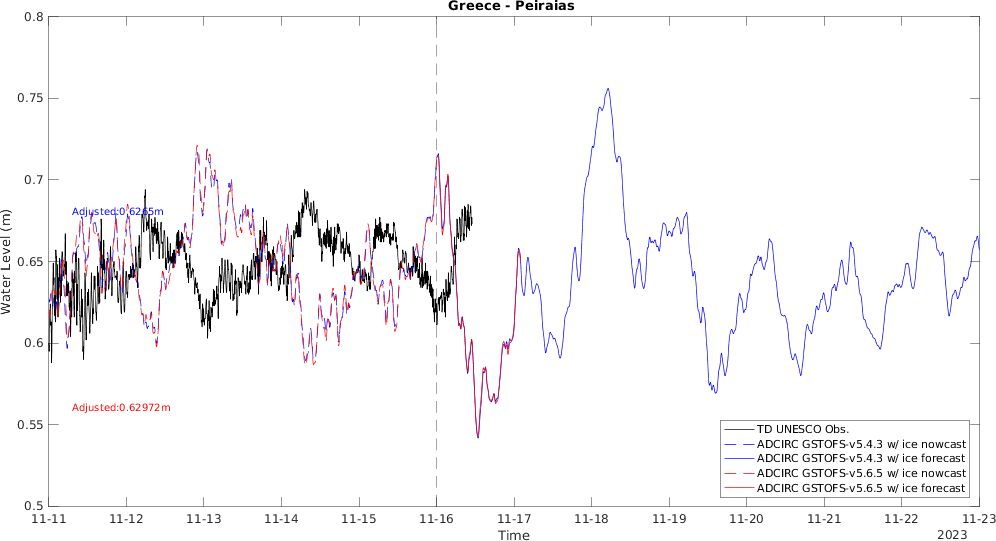 Greece - Peiraias
0.8
0.75
0.7
0.65
0.6
0.55
0.5
Water Level (m)
Adjusted:0.6265m
Adjusted:0.62972m
TD UNESCO Obs.
ADCIRC GSTOFS-v5.4.3 w/ ice nowcast
ADCIRC GSTOFS-v5.4.3 w/ ice forecast
ADCIRC GSTOFS-v5.6.5 w/ ice nowcast
ADCIRC GSTOFS-v5.6.5 w/ ice forecast
11-11 11-12 11-13 11-14 11-15 11-16 11-17 11-18 11-19 11-20 11-21 11-22 11-23
Time
2023